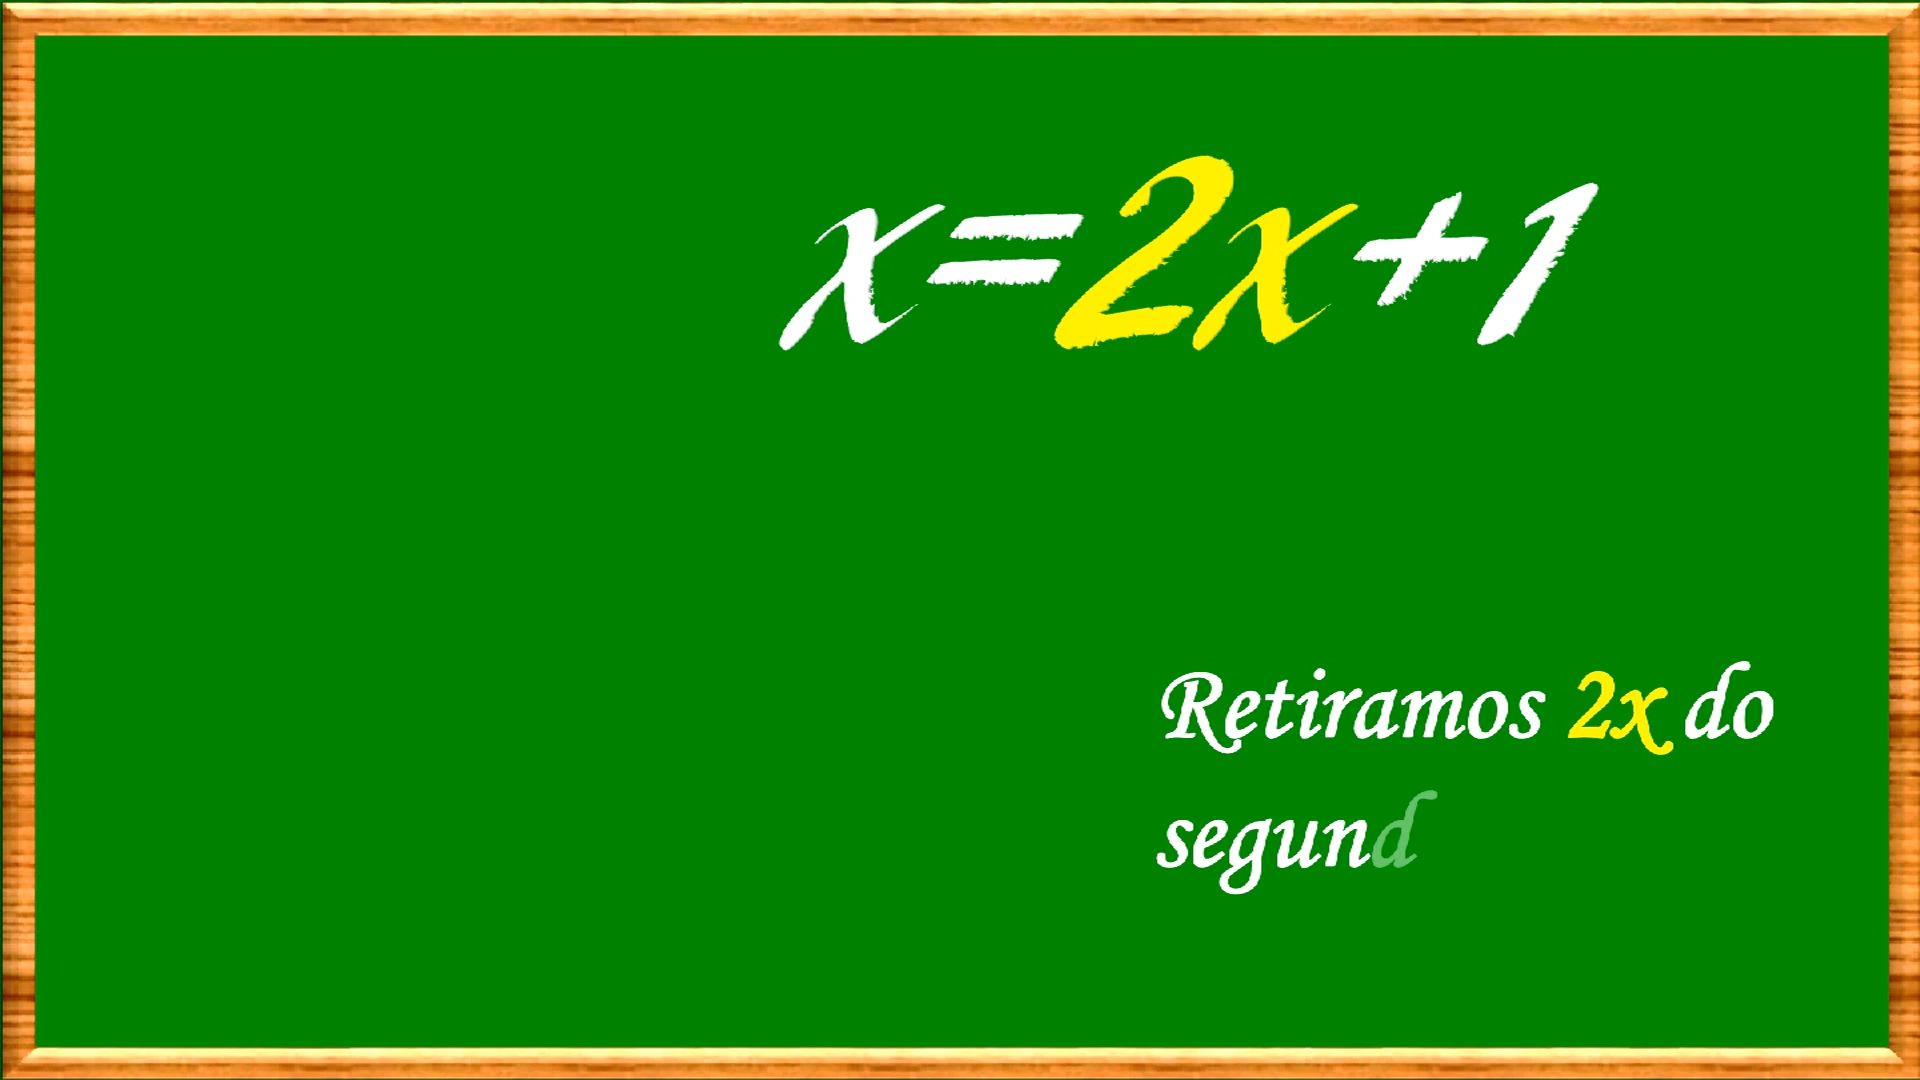 x=2x+1
Retiramos 2x do
segund